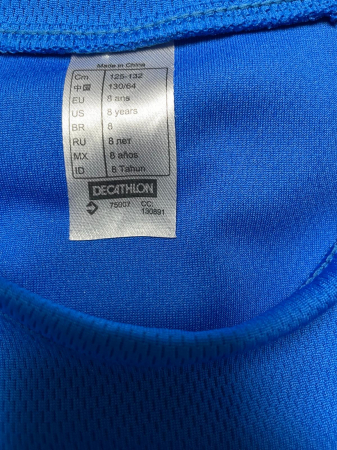 Made in China
Cm 125-132
中国 130/64
EU 8 ans
US 8 years
BR 8
RU 8 лет
MX 8 años
ID 8 Tahun
DECATHLON
75007 CC:
130891